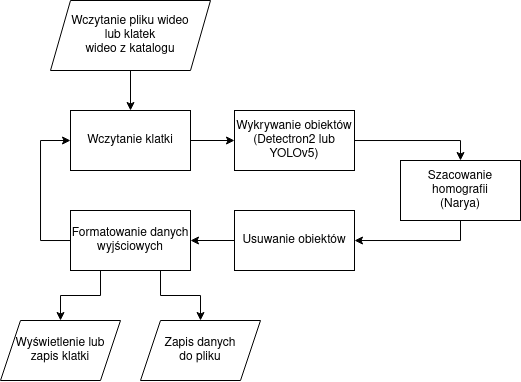 Wczytanie pliku wideo
lub klatek
wideo z katalogu
Wczytanie klatki
Wykrywanie obiektów
(Detectron2 lub
YOLOv5)
Szacowanie
homografii
(Narya)
Usuwanie obiektów
Formatowanie danych
wyjściowych
Wyświetlenie lub
zapis klatki
Zapis danych
do pliku